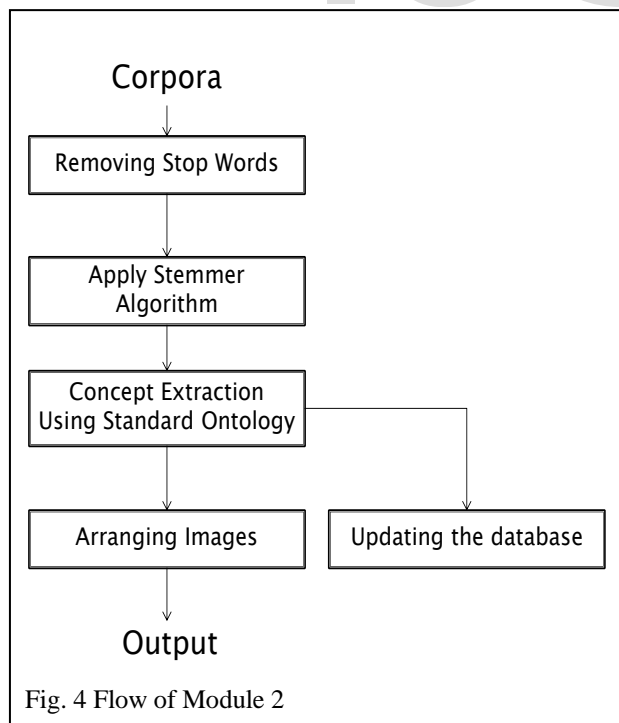 Corpora
Removing Stop Words
Apply Stemmer
Algorithm
Concept Extraction
Using Standard Ontology
Arranging Images
Updating the database
Output
Fig. 4 Flow of Module 2